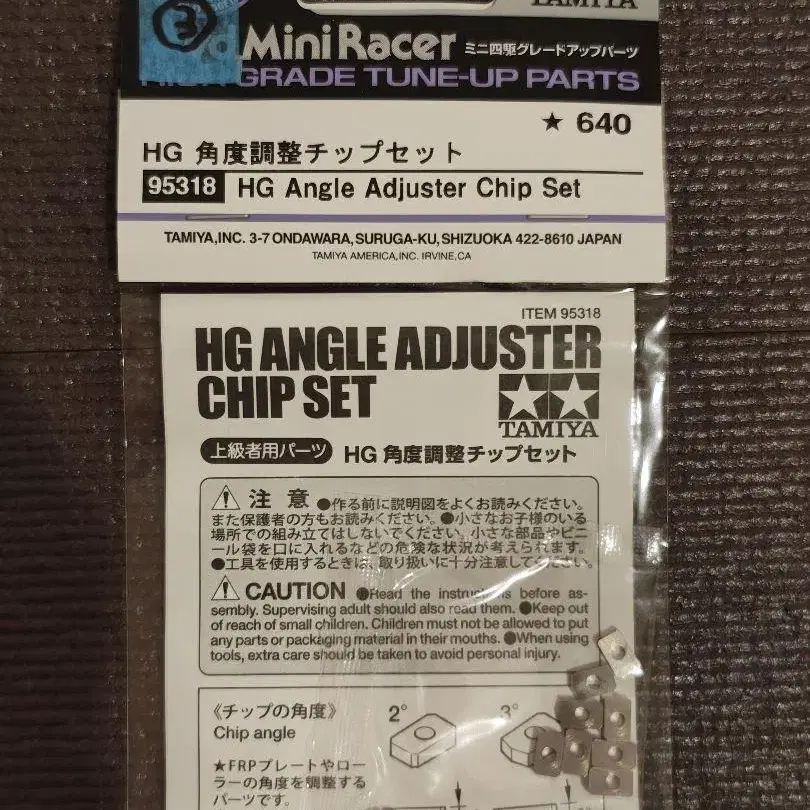 TAMIYA
③
Mini Racer ミニ四駆グレードアップパーツ
GRADE TUNE-UP PARTS
★ 640
HG 角度調整チップセット
95318 HG Angle Adjuster Chip Set
TAMIYA,INC. 3-7 ONDAWARA, SURUGA-KU, SHIZUOKA 422-8610 JAPAN
TAMIYA AMERICA,INC. IRVINE,CA
ITEM 95318
HG ANGLE ADJUSTER
CHIP SET
TAMIYA
上級者用パーツ HG 角度調整チップセット
注意 ●作る前に説明図をよくお読みください。
また保護者の方もお読みください。●小さなお子様のいる
場所での組み立てはしないでください。小さな部品やビニ
ール袋を口に入れるなどの危険な状況が考えられます。
●工具を使用するときは、取り扱いに十分注意してください。
CAUTION ●Read the instructions before as-
sembly. Supervising adult should also read them. ●Keep out
of reach of small children. Children must not be allowed to put
any parts or packaging material in their mouths. ●When using
tools, extra care should be taken to avoid personal injury.
《チップの角度》
Chip angle
2°
3°
★FRPプレートやロー
ラーの角度を調整する
パーツです。